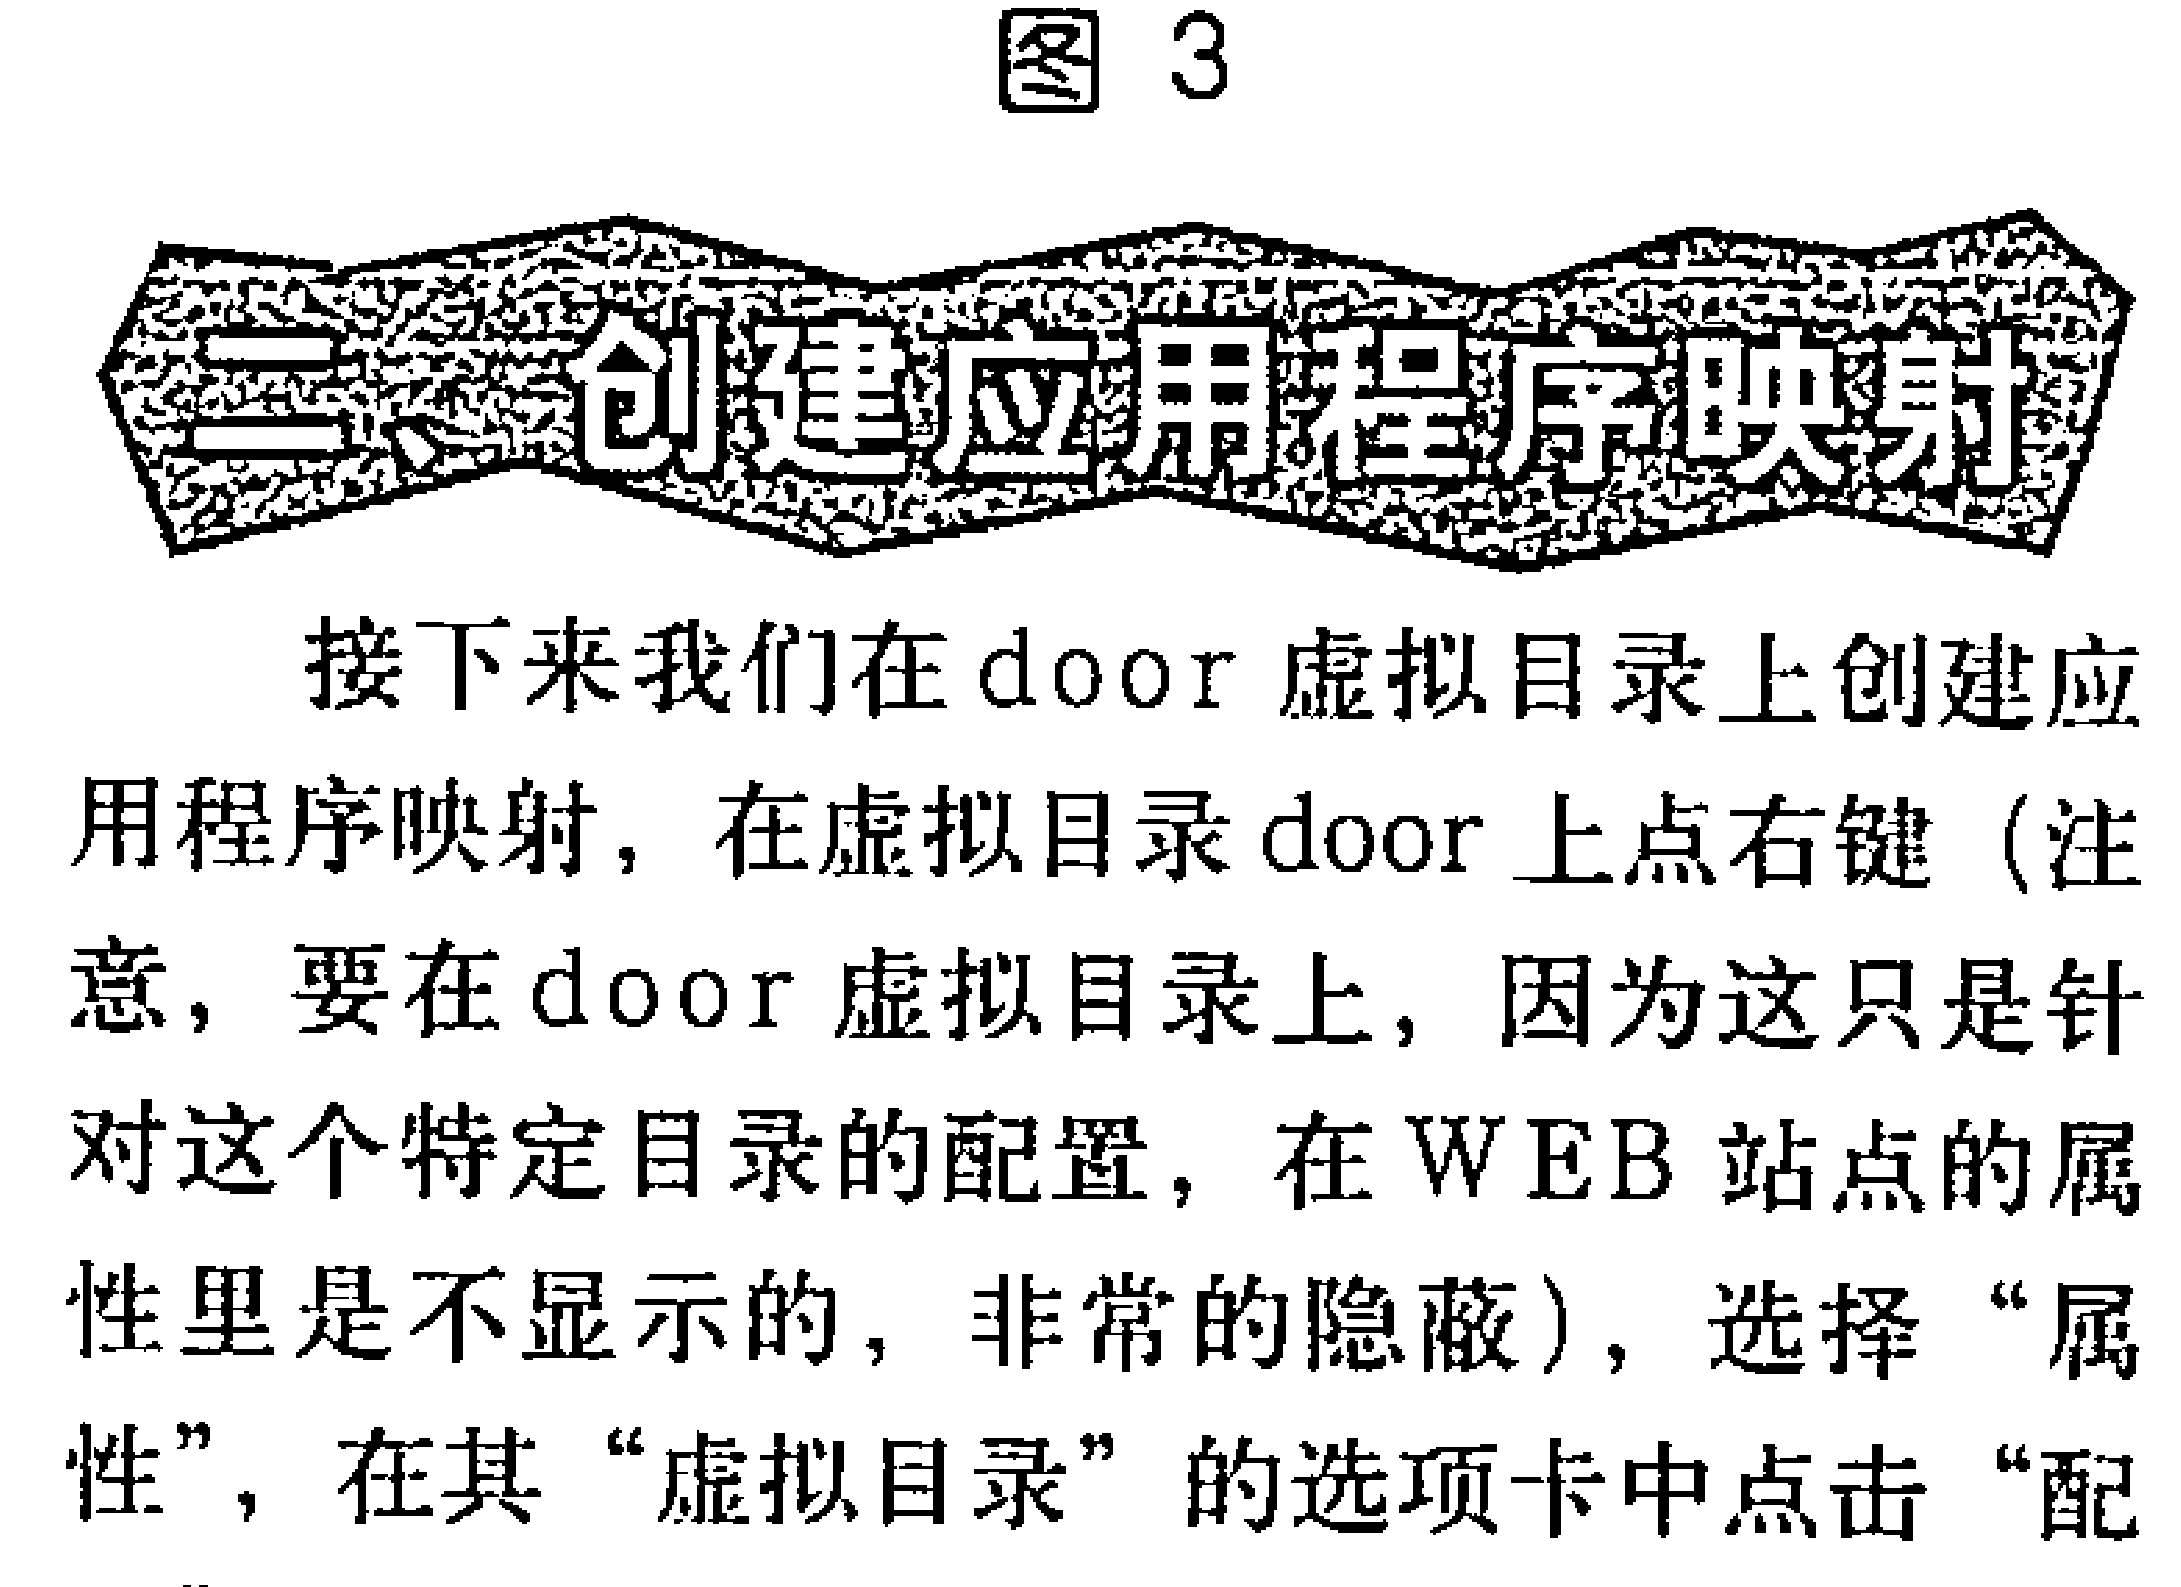 图 3
二、创建应用程序映射
接下来我们在door虚拟目录上创建应
用程序映射，在虚拟目录door上点右键（注
意，要在door虚拟目录上，因为这只是针
对这个特定目录的配置，在WEB站点的属
性里是不显示的，非常的隐蔽），选择“属
性”，在其“虚拟目录”的选项卡中点击“配